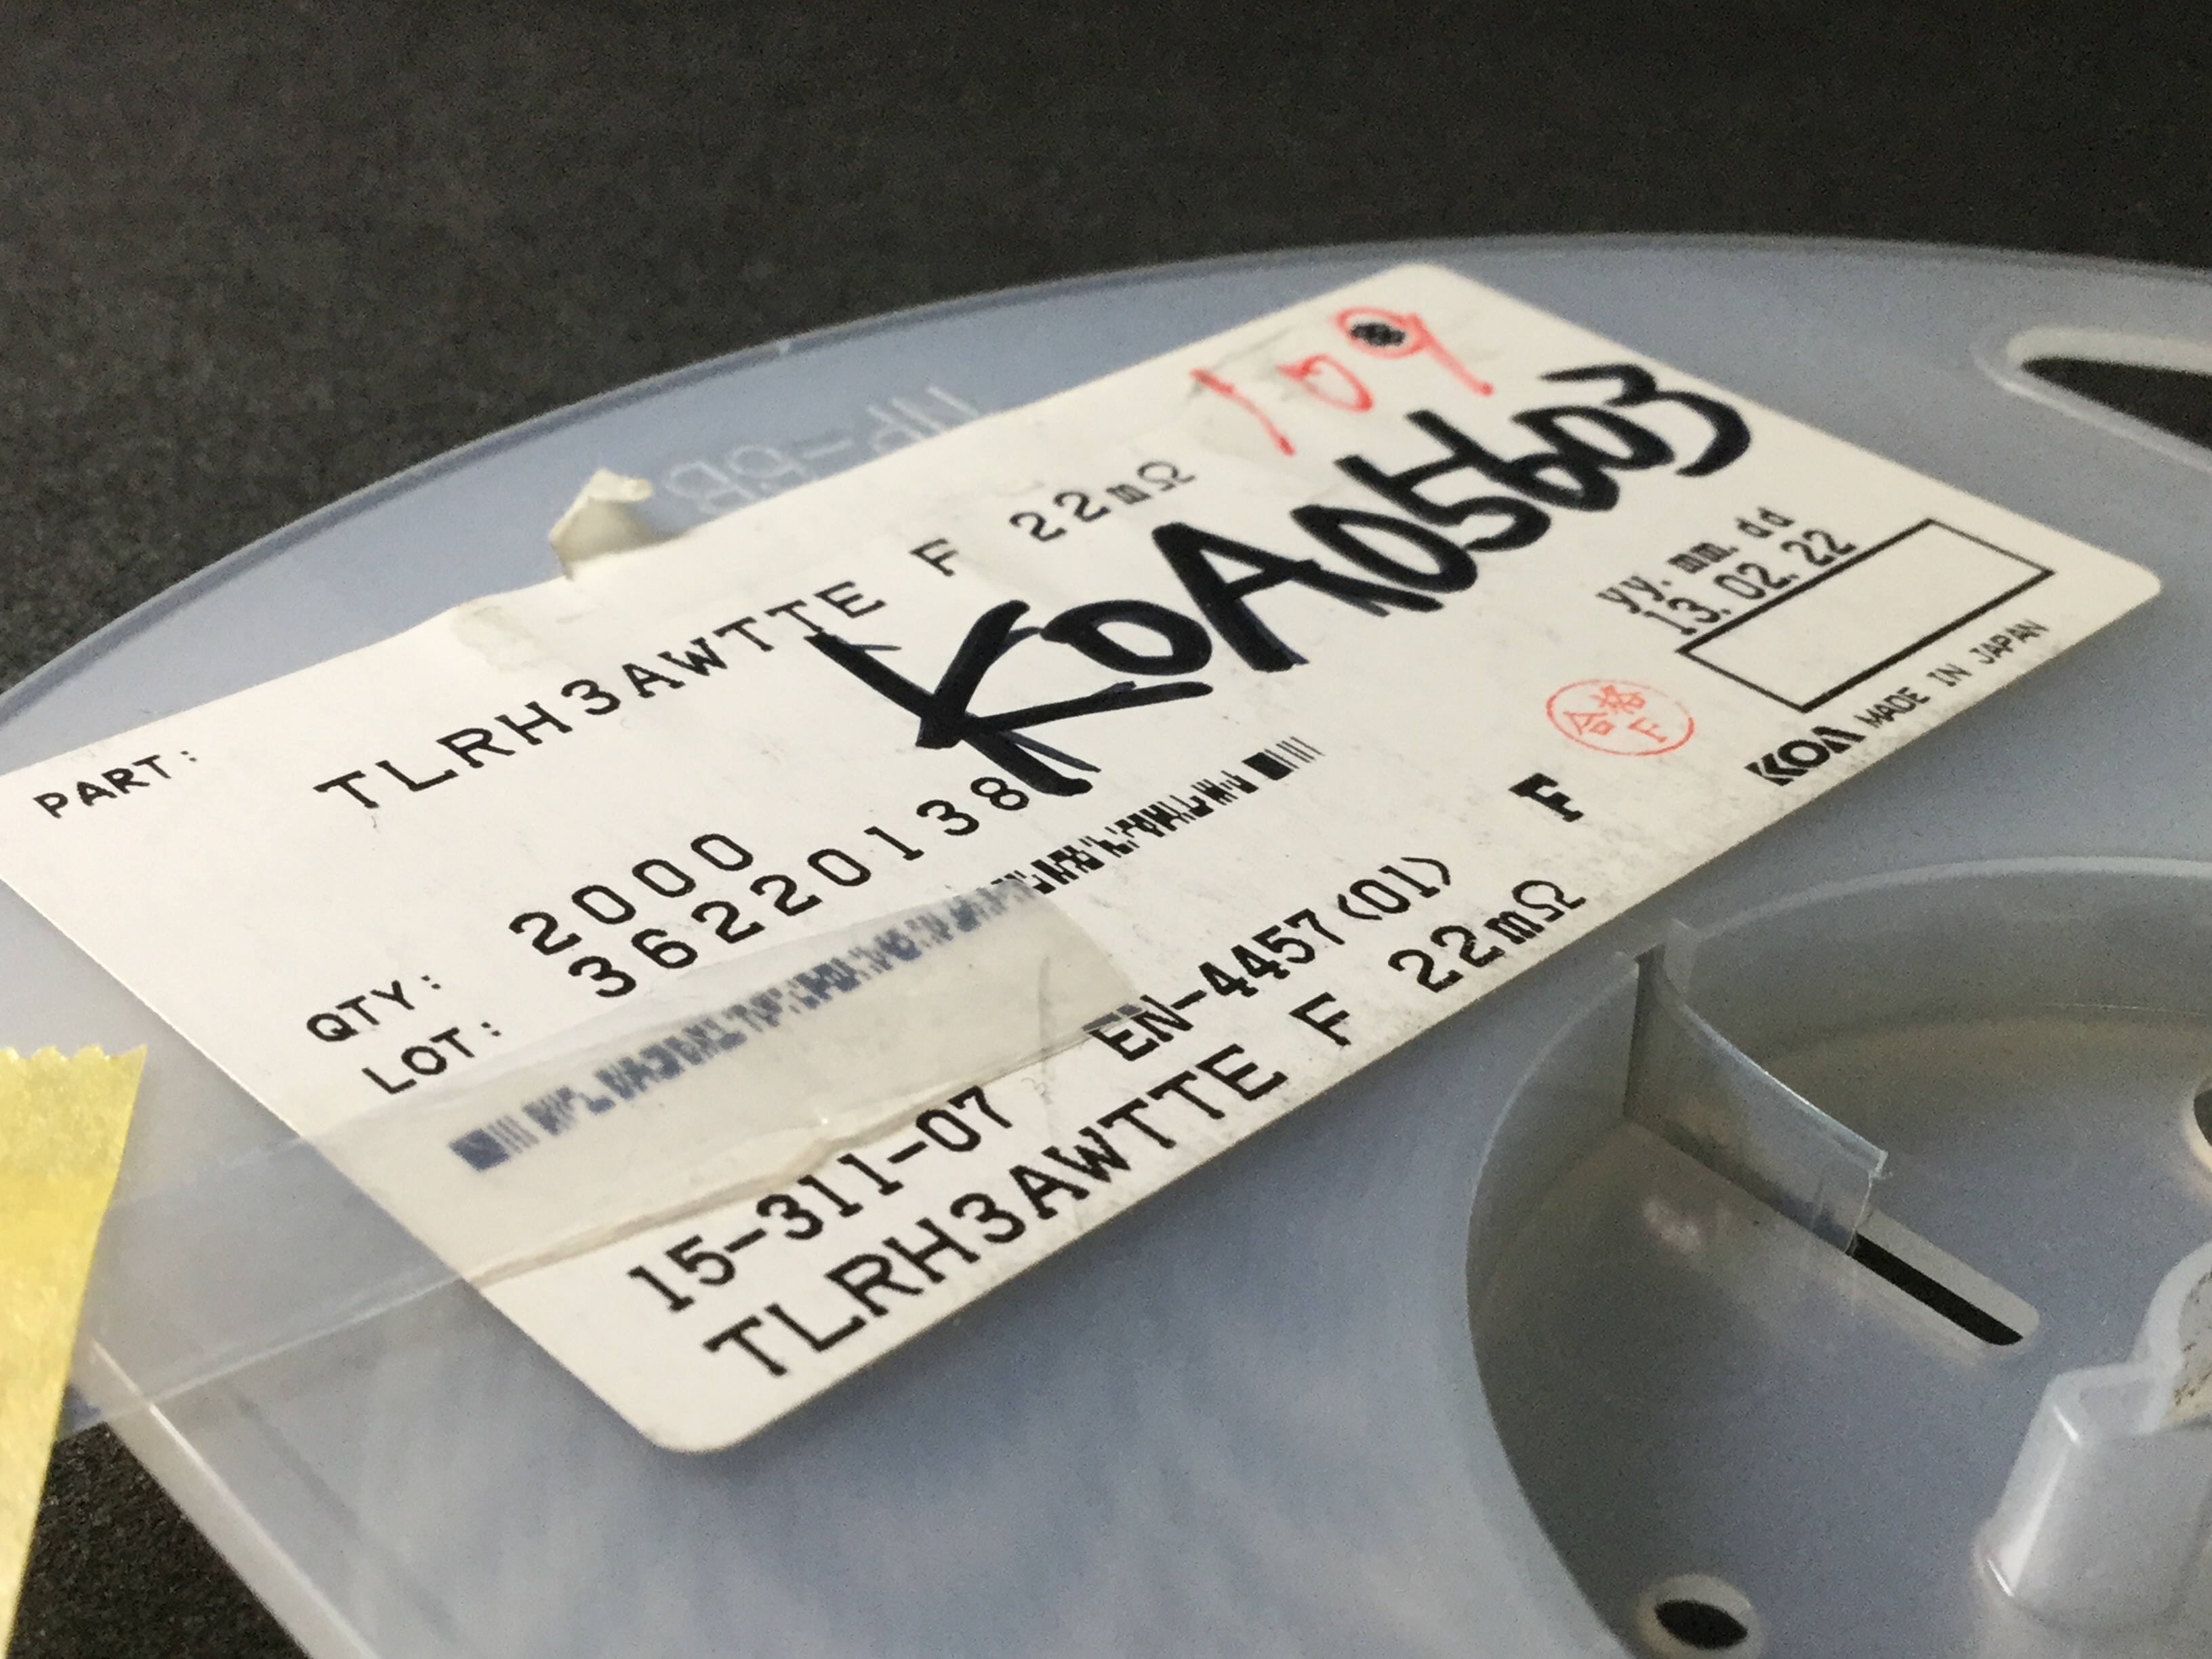 109
PART: TLRH3AWTTE F 22mΩ
KOA05603
QTY: 2000
LOT: 36220138
yy. mm. dd
13. 02. 22
合格
F
15-311-07 EN-4457(01) F
KOA MADE IN JAPAN
TLRH3AWTTE F 22mΩ